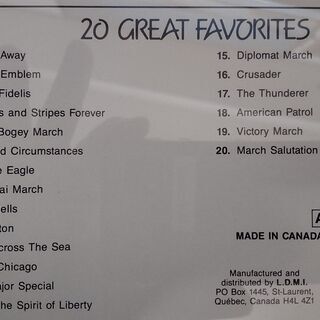 20 GREAT FAVORITES
Away
Emblem
Fidelis
s and Stripes Forever
Bogey March
d Circumstances
e Eagle
ai March
ells
ton
cross The Sea
Chicago
ajor Special
the Spirit of Liberty
15. Diplomat March
16. Crusader
17. The Thunderer
18. American Patrol
19. Victory March
20. March Salutation
A
MADE IN CANADA
Manufactured and
distributed by L.D.M.I.
PO Box 1445, St-Laurent,
Québec, Canada H4L 4Z1